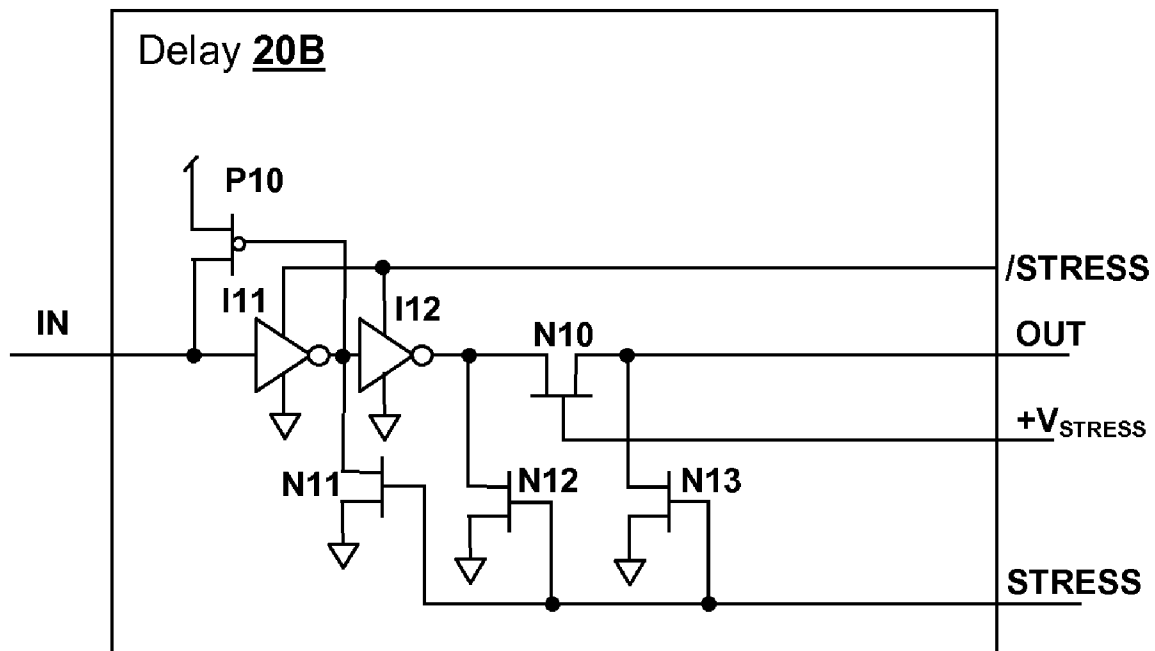 Delay 20B
P10
/STRESS
I11
I12
IN
N10
OUT
+VSTRESS
N11
N12
N13
STRESS